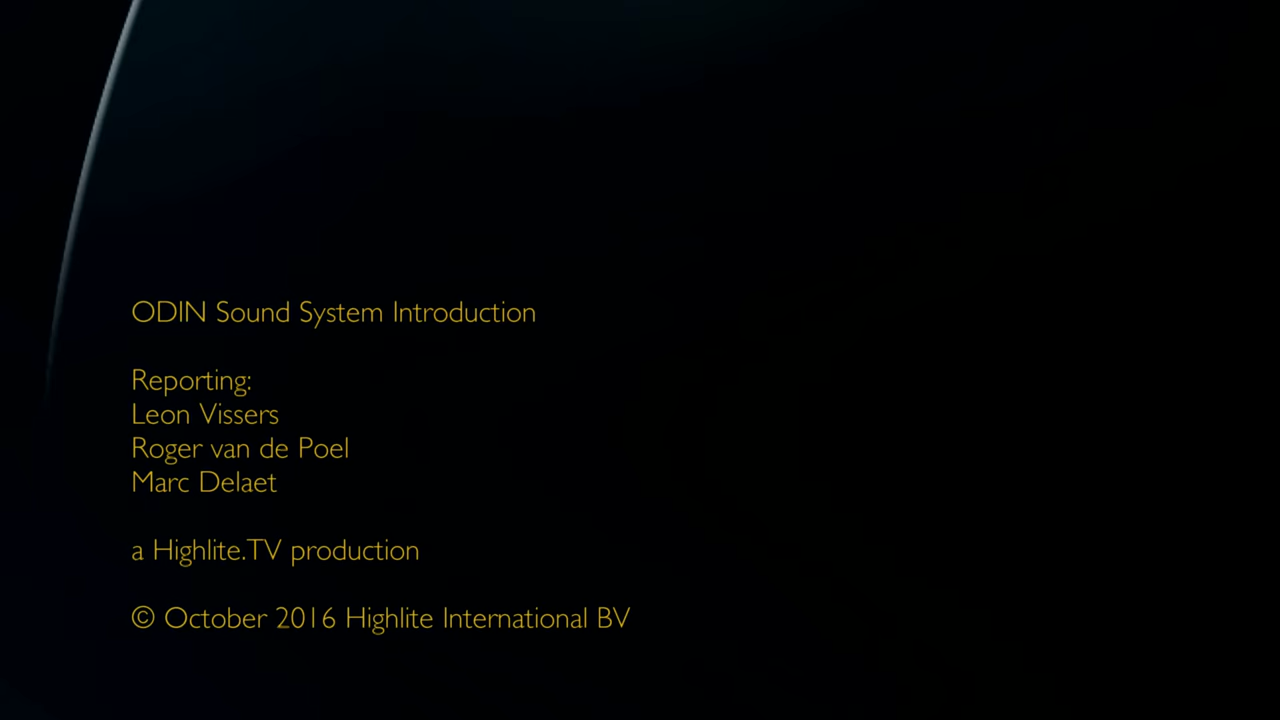 ODIN Sound System Introduction
Reporting:
Leon Vissers
Roger van de Poel
Marc Delaet
a Highlite.TV production
© October 2016 Highlite International BV